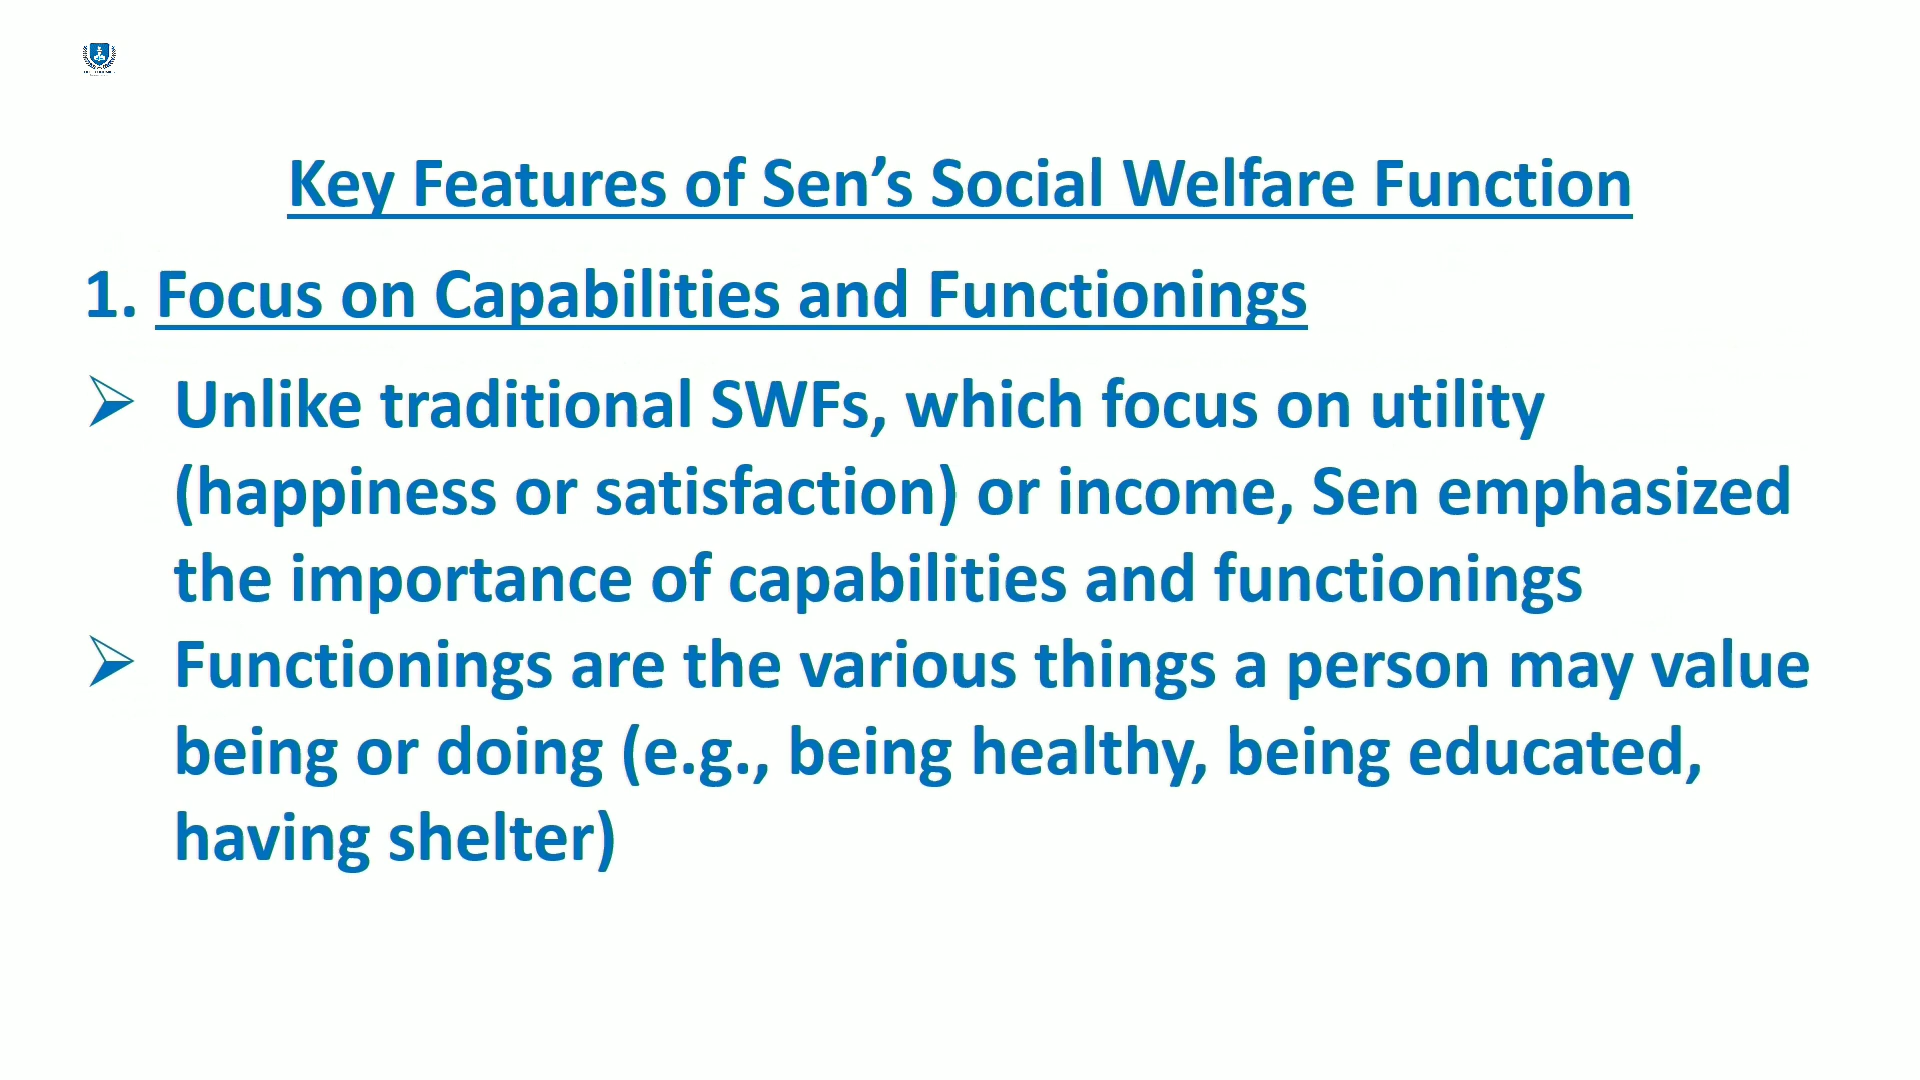 Key Features of Sen’s Social Welfare Function
1. Focus on Capabilities and Functionings
➢ Unlike traditional SWFs, which focus on utility
(happiness or satisfaction) or income, Sen emphasized
the importance of capabilities and functionings
➢ Functionings are the various things a person may value
being or doing (e.g., being healthy, being educated,
having shelter)